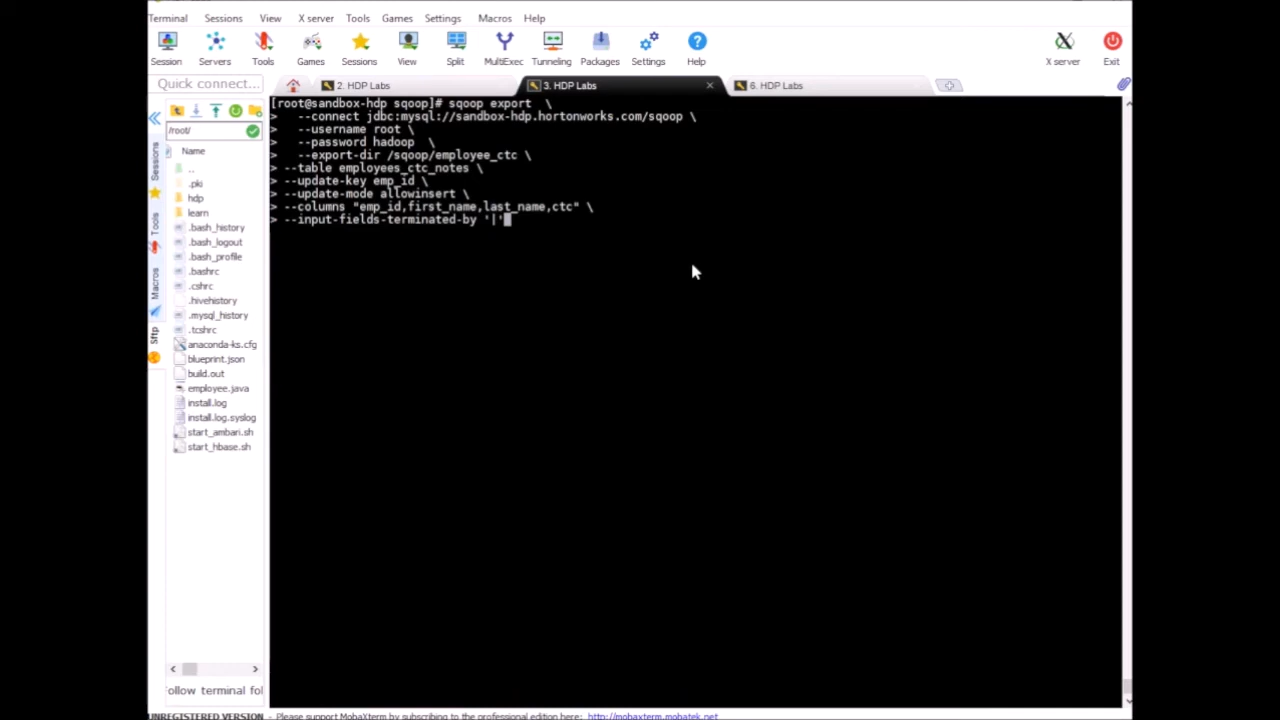 Terminal Sessions View X server Tools Games Settings Macros Help
Session Servers Tools Games Sessions View Split MultiExec Tunneling Packages Settings Help X server Exit
Quick connect...
2. HDP Labs
3. HDP Labs
6. HDP Labs
/root/
Name
..
.pki
hdp
learn
.bash_history
.bash_logout
.bash_profile
.bashrc
.cshrc
.hivehistory
.mysql_history
.tcshrc
anaconda-ks.cfg
blueprint.json
build.out
employee.java
install.log
install.log.syslog
start_ambari.sh
start_hbase.sh
Sessions
Tools
Macros
Sftp
[root@sandbox-hdp sqoop]# sqoop export \
> --connect jdbc:mysql://sandbox-hdp.hortonworks.com/sqoop \
> --username root \
> --password hadoop \
> --export-dir /sqoop/employee_ctc \
> --table employees_ctc_notes \
> --update-key emp_id \
> --update-mode allowinsert \
> --columns "emp_id,first_name,last_name,ctc" \
> --input-fields-terminated-by '|'
Follow terminal fol
UNREGISTERED VERSION - Please support MobaXterm by subscribing to the professional edition here: http://mobaxterm.mobatek.net